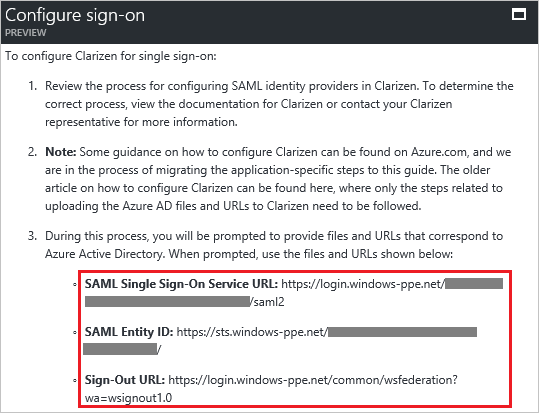 Configure sign-on
PREVIEW
To configure Clarizen for single sign-on:
1. Review the process for configuring SAML identity providers in Clarizen. To determine the
correct process, view the documentation for Clarizen or contact your Clarizen
representative for more information.
2. Note: Some guidance on how to configure Clarizen can be found on Azure.com, and we
are in the process of migrating the application-specific steps to this guide. The older
article on how to configure Clarizen can be found here, where only the steps related to
uploading the Azure AD files and URLs to Clarizen need to be followed.
3. During this process, you will be prompted to provide files and URLs that correspond to
Azure Active Directory. When prompted, use the files and URLs shown below:
SAML Single Sign-On Service URL: https://login.windows-ppe.net/
/saml2
SAML Entity ID: https://sts.windows-ppe.net/
/
Sign-Out URL: https://login.windows-ppe.net/common/wsfederation?
wa=wsignout1.0